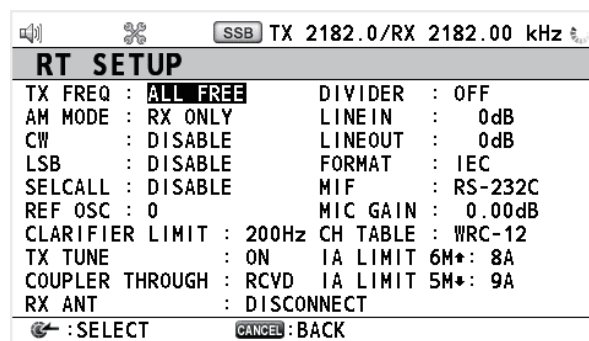 SSB TX 2182.0/RX 2182.00 kHz
RT SETUP
TX FREQ : ALL FREE DIVIDER : OFF
AM MODE : RX ONLY LINEIN : 0dB
CW : DISABLE LINEOUT : 0dB
LSB : DISABLE FORMAT : IEC
SELCALL : DISABLE MIF : RS-232C
REF OSC : 0 MIC GAIN : 0.00dB
CLARIFIER LIMIT : 200Hz CH TABLE : WRC-12
TX TUNE : ON IA LIMIT 6M↑: 8A
COUPLER THROUGH : RCVD IA LIMIT 5M↓: 9A
RX ANT : DISCONNECT
:SELECT CANCEL :BACK